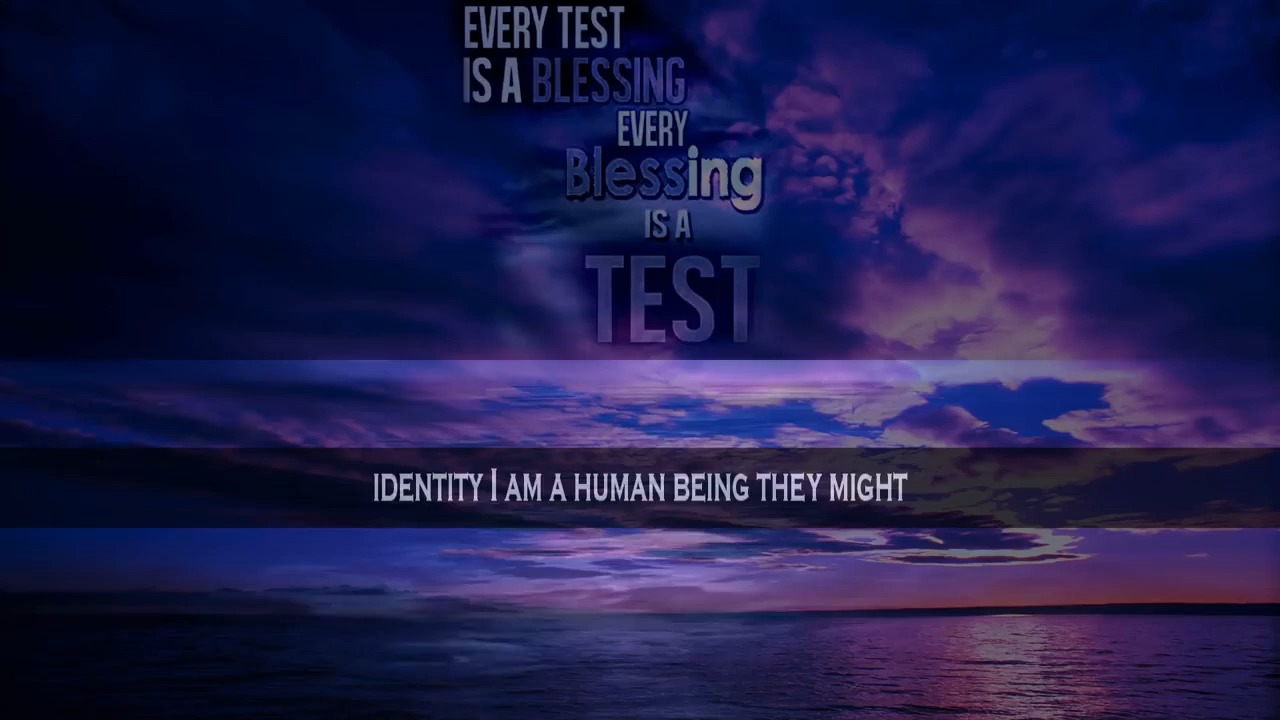 EVERY TEST
IS A BLESSING
EVERY
Blessing
IS A
TEST
IDENTITY I AM A HUMAN BEING THEY MIGHT